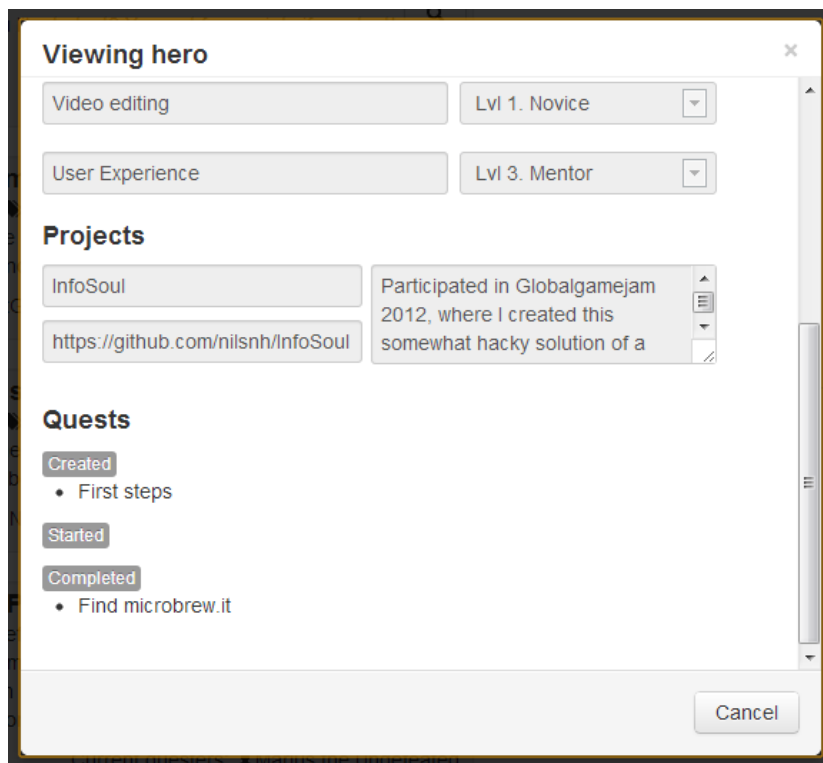 Viewing hero
×
Video editing
Lvl 1. Novice
User Experience
Lvl 3. Mentor
Projects
InfoSoul
https://github.com/nilsnh/InfoSoul
Participated in Globalgamejam
2012, where I created this
somewhat hacky solution of a
Quests
Created
• First steps
Started
Completed
• Find microbrew.it
Cancel